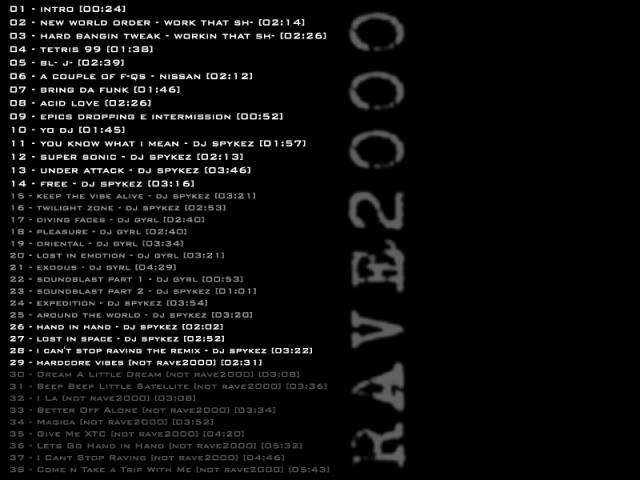 01 - INTRO [00:24]
02 - NEW WORLD ORDER - WORK THAT SH- [02:14]
03 - HARD BANGIN TWEAK - WORKIN THAT SH- [02:26]
04 - TETRIS 99 [01:38]
05 - BL- J- [02:39]
06 - A COUPLE OF F-QS - NISSAN [02:12]
07 - BRING DA FUNK [01:46]
08 - ACID LOVE [02:26]
09 - EPICS DROPPING E INTERMISSION [00:52]
10 - YO DJ [01:45]
11 - YOU KNOW WHAT I MEAN - DJ SPYKEZ [01:57]
12 - SUPER SONIC - DJ SPYKEZ [02:13]
13 - UNDER ATTACK - DJ SPYKEZ [03:46]
14 - FREE - DJ SPYKEZ [03:16]
15 - KEEP THE VIBE ALIVE - DJ SPYKEZ [03:21]
16 - TWILIGHT ZONE - DJ SPYKEZ [02:53]
17 - DIVING FACES - DJ GYRL [02:40]
18 - PLEASURE - DJ GYRL [02:40]
19 - ORIENTAL - DJ GYRL [03:34]
20 - LOST IN EMOTION - DJ GYRL [03:21]
21 - EXODUS - DJ GYRL [04:29]
22 - SOUNDBLAST PART 1 - DJ GYRL [00:53]
23 - SOUNDBLAST PART 2 - DJ SPYKEZ [01:01]
24 - EXPEDITION - DJ SPYKEZ [03:54]
25 - AROUND THE WORLD - DJ SPYKEZ [03:20]
26 - HAND IN HAND - DJ SPYKEZ [02:02]
27 - LOST IN SPACE - DJ SPYKEZ [02:52]
28 - I CAN'T STOP RAVING THE REMIX - DJ SPYKEZ [03:22]
29 - HARDCORE VIBES [NOT RAVE2000] [02:31]
30 - DREAM A LITTLE DREAM [NOT RAVE2000] [03:08]
31 - BEEP BEEP LITTLE SATELLITE [NOT RAVE2000] [03:36]
32 - I LA [NOT RAVE2000] [03:08]
33 - BETTER OFF ALONE [NOT RAVE2000] [03:34]
34 - MAGICA [NOT RAVE2000] [03:52]
35 - GIVE ME XTC [NOT RAVE2000] [04:20]
36 - LETS GO HAND IN HAND [NOT RAVE2000] [05:32]
37 - I CANT STOP RAVING [NOT RAVE2000] [04:46]
38 - COME N TAKE A TRIP WITH ME [NOT RAVE2000] [05:43]
RAVE2000